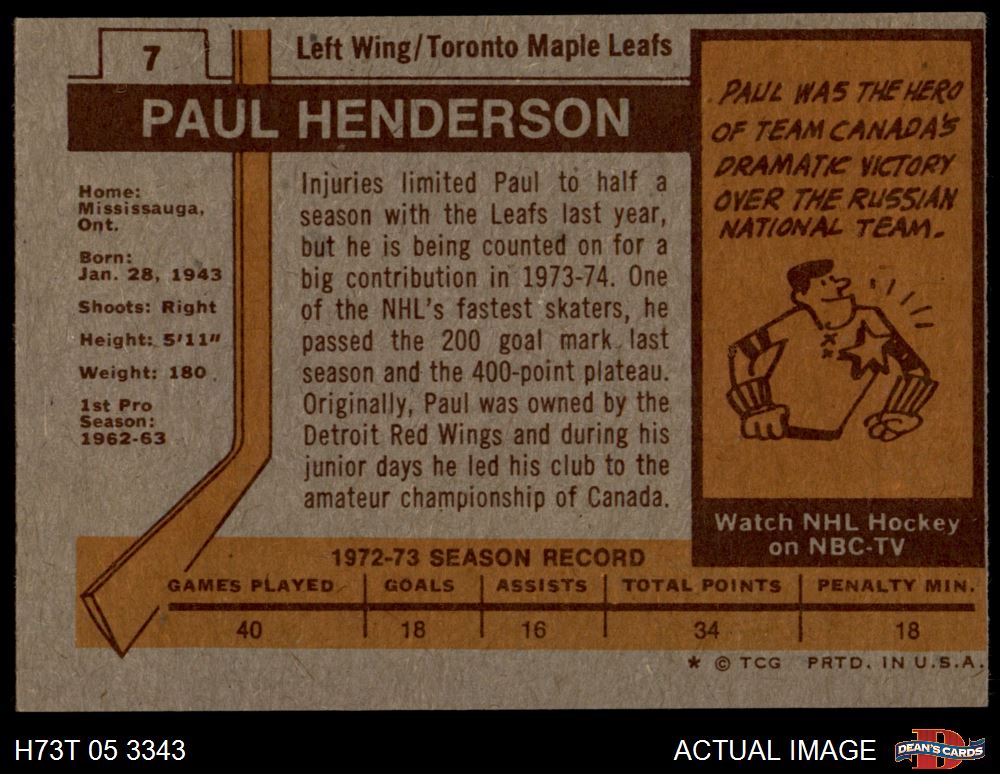 7
Left Wing/Toronto Maple Leafs
PAUL HENDERSON
Home:
Mississauga,
Ont.
Born:
Jan. 28, 1943
Shoots: Right
Height: 5'11"
Weight: 180
1st Pro
Season:
1962-63
Injuries limited Paul to half a
season with the Leafs last year,
but he is being counted on for a
big contribution in 1973-74. One
of the NHL's fastest skaters, he
passed the 200 goal mark last
season and the 400-point plateau.
Originally, Paul was owned by the
Detroit Red Wings and during his
junior days he led his club to the
amateur championship of Canada.
PAUL WAS THE HERO
OF TEAM CANADA'S
DRAMATIC VICTORY
OVER THE RUSSIAN
NATIONAL TEAM.
Watch NHL Hockey
on NBC-TV
1972-73 SEASON RECORD
GAMES PLAYED GOALS ASSISTS TOTAL POINTS PENALTY MIN.
40 18 16 34 18
* © TCG PRTD. IN U.S.A.
H73T 05 3343
ACTUAL IMAGE
D
DEAN'S CARDS